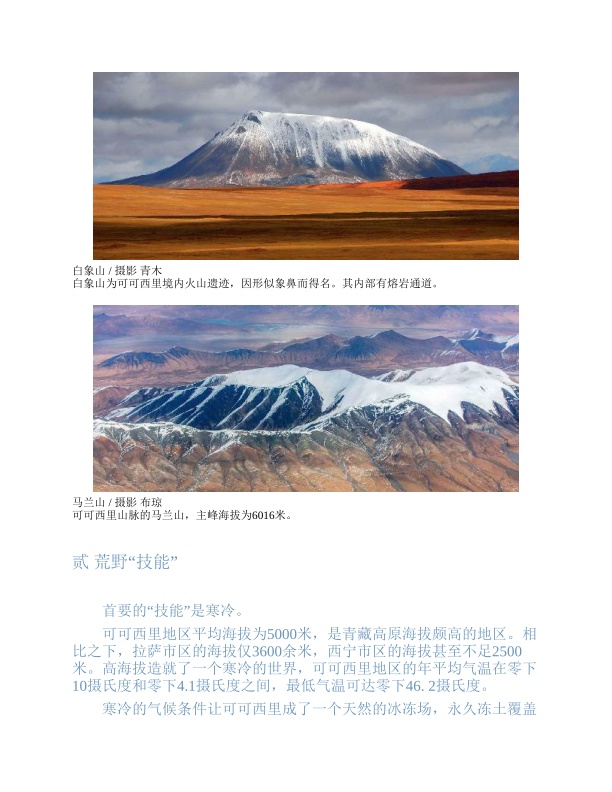 白象山 / 摄影 青木
白象山为可可西里境内火山遗迹，因形似象鼻而得名。其内部有熔岩通道。
马兰山 / 摄影 布琼
可可西里山脉的马兰山，主峰海拔为6016米。
贰 荒野“技能”
首要的“技能”是寒冷。
可可西里地区平均海拔为5000米，是青藏高原海拔颇高的地区。相
比之下，拉萨市区的海拔仅3600余米，西宁市区的海拔甚至不足2500
米。高海拔造就了一个寒冷的世界，可可西里地区的年平均气温在零下
10摄氏度和零下4.1摄氏度之间，最低气温可达零下46. 2摄氏度。
寒冷的气候条件让可可西里成了一个天然的冰冻场，永久冻土覆盖